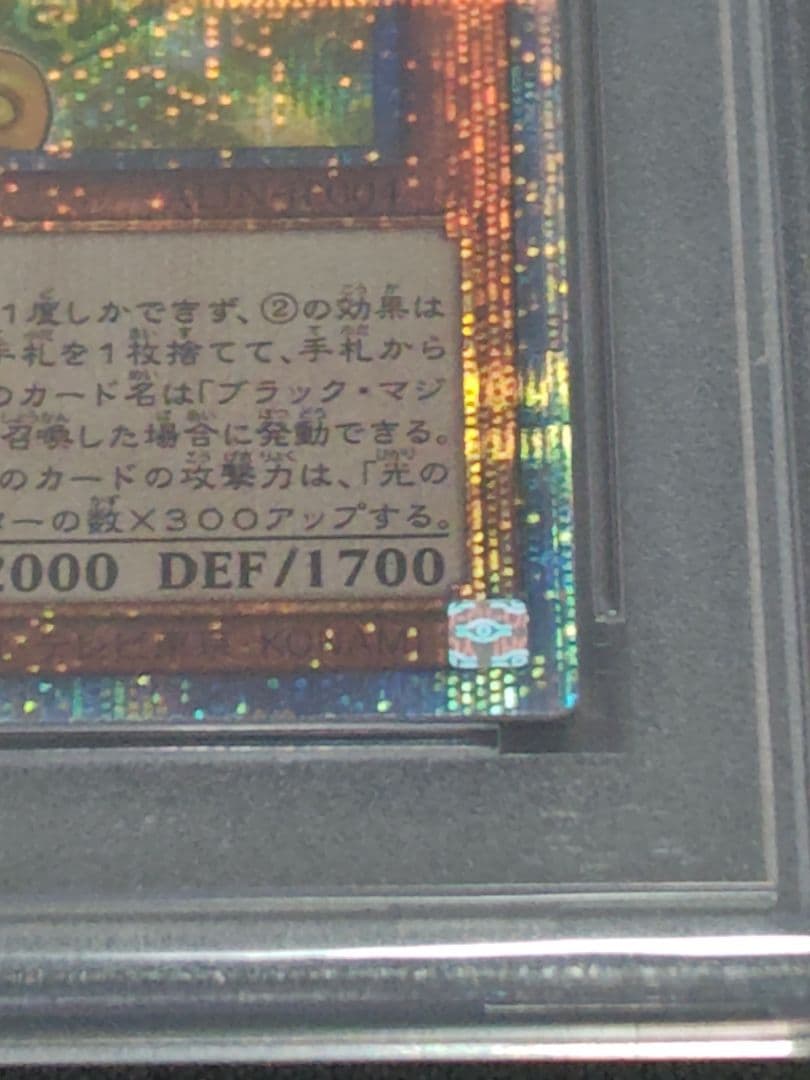 １度しかできず、②の効果は
手札を１枚捨てて、手札から
のカード名は「ブラック・マジ
召喚した場合に発動できる。
のカードの攻撃力は、「光の
ターの数×３００アップする。
2000 DEF/1700
KONAMI